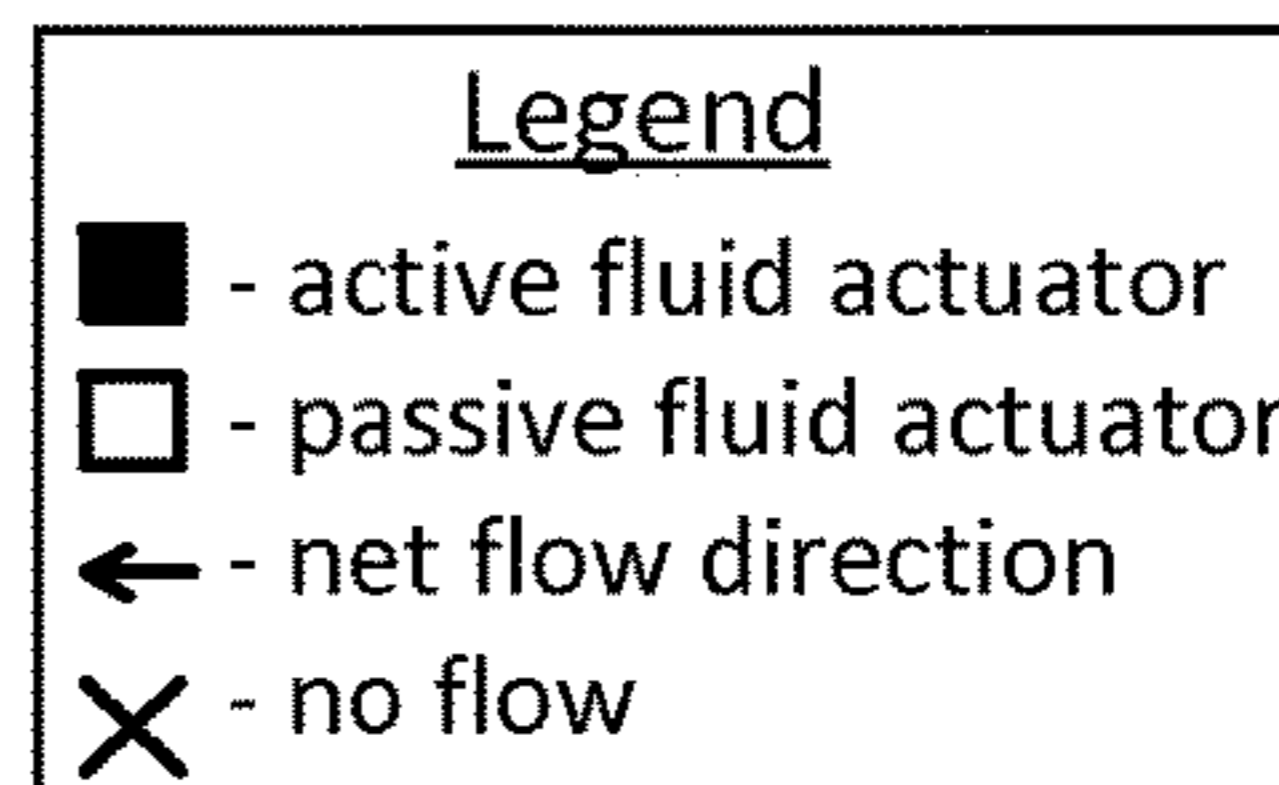 Legend
- active fluid actuator
- passive fluid actuator
- net flow direction
- no flow